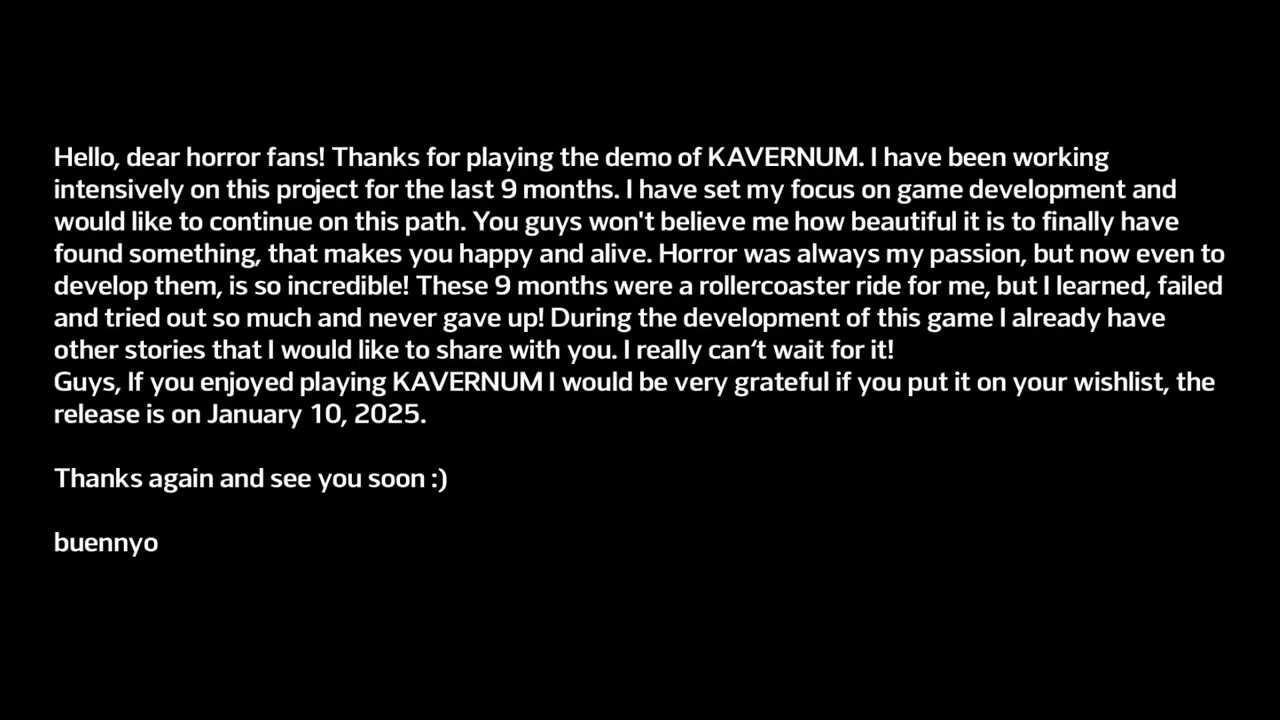 Hello, dear horror fans! Thanks for playing the demo of KAVERNUM. I have been working
intensively on this project for the last 9 months. I have set my focus on game development and
would like to continue on this path. You guys won't believe me how beautiful it is to finally have
found something, that makes you happy and alive. Horror was always my passion, but now even to
develop them, is so incredible! These 9 months were a rollercoaster ride for me, but I learned, failed
and tried out so much and never gave up! During the development of this game I already have
other stories that I would like to share with you. I really can‘t wait for it!
Guys, If you enjoyed playing KAVERNUM I would be very grateful if you put it on your wishlist, the
release is on January 10, 2025.
Thanks again and see you soon :)
buennyo